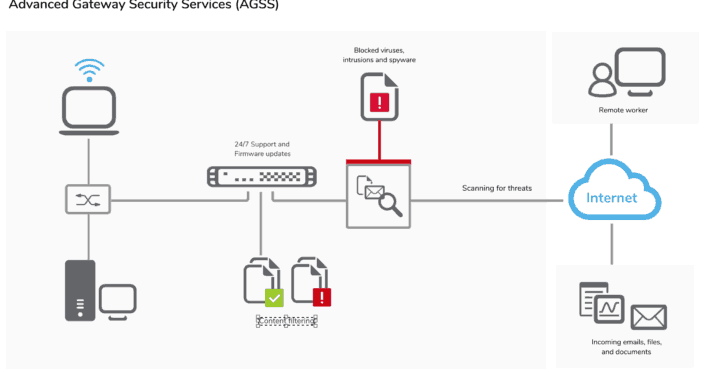 Advanced Gateway Security Services (AGSS)
Blocked viruses,
intrusions and spyware
Remote worker
24/7 Support and
Firmware updates
Scanning for threats
Internet
Content filtering
Incoming emails, files,
and documents